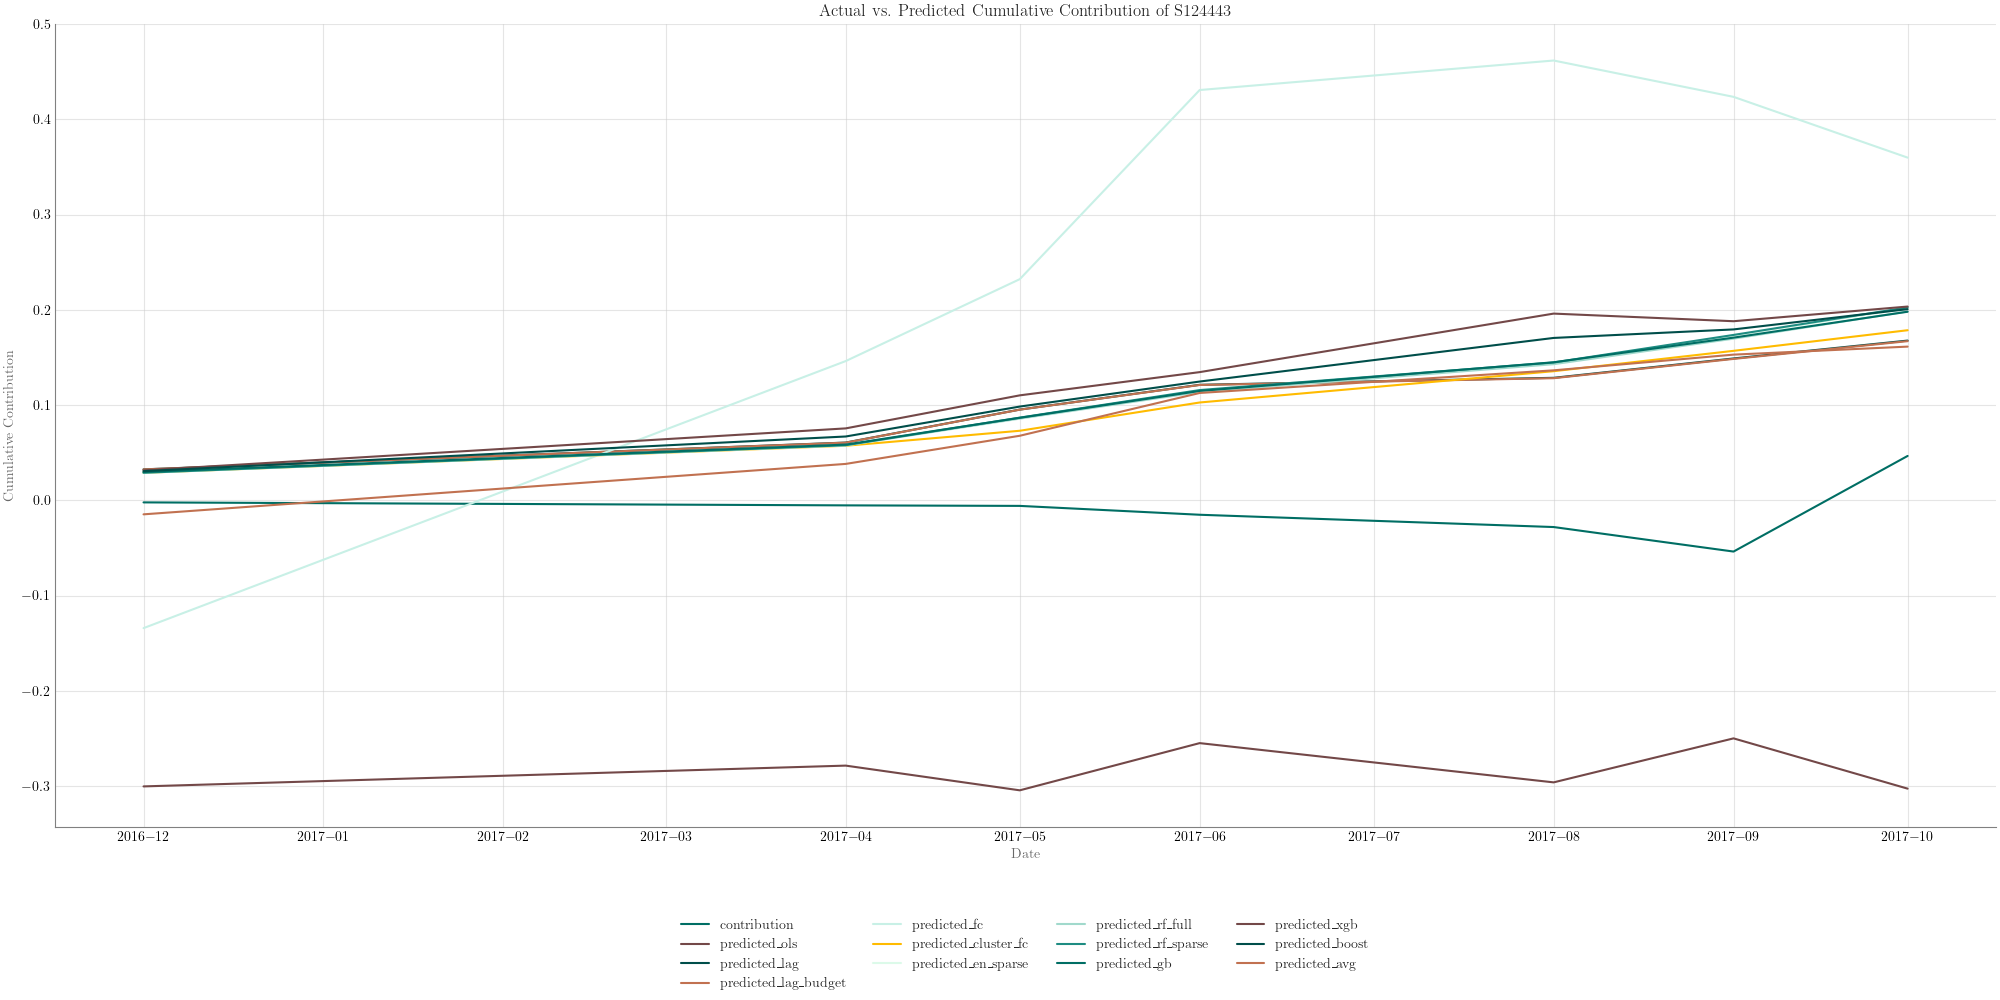 Actual vs. Predicted Cumulative Contribution of S124443
Cumulative Contribution
0.5
0.4
0.3
0.2
0.1
0.0
−0.1
−0.2
−0.3
2016−12 2017−01 2017−02 2017−03 2017−04 2017−05 2017−06 2017−07 2017−08 2017−09 2017−10
Date
contribution predicted_fc predicted_rf_full predicted_xgb
predicted_ols predicted_cluster_fc predicted_rf_sparse predicted_boost
predicted_lag predicted_en_sparse predicted_gb predicted_avg
predicted_lag_budget